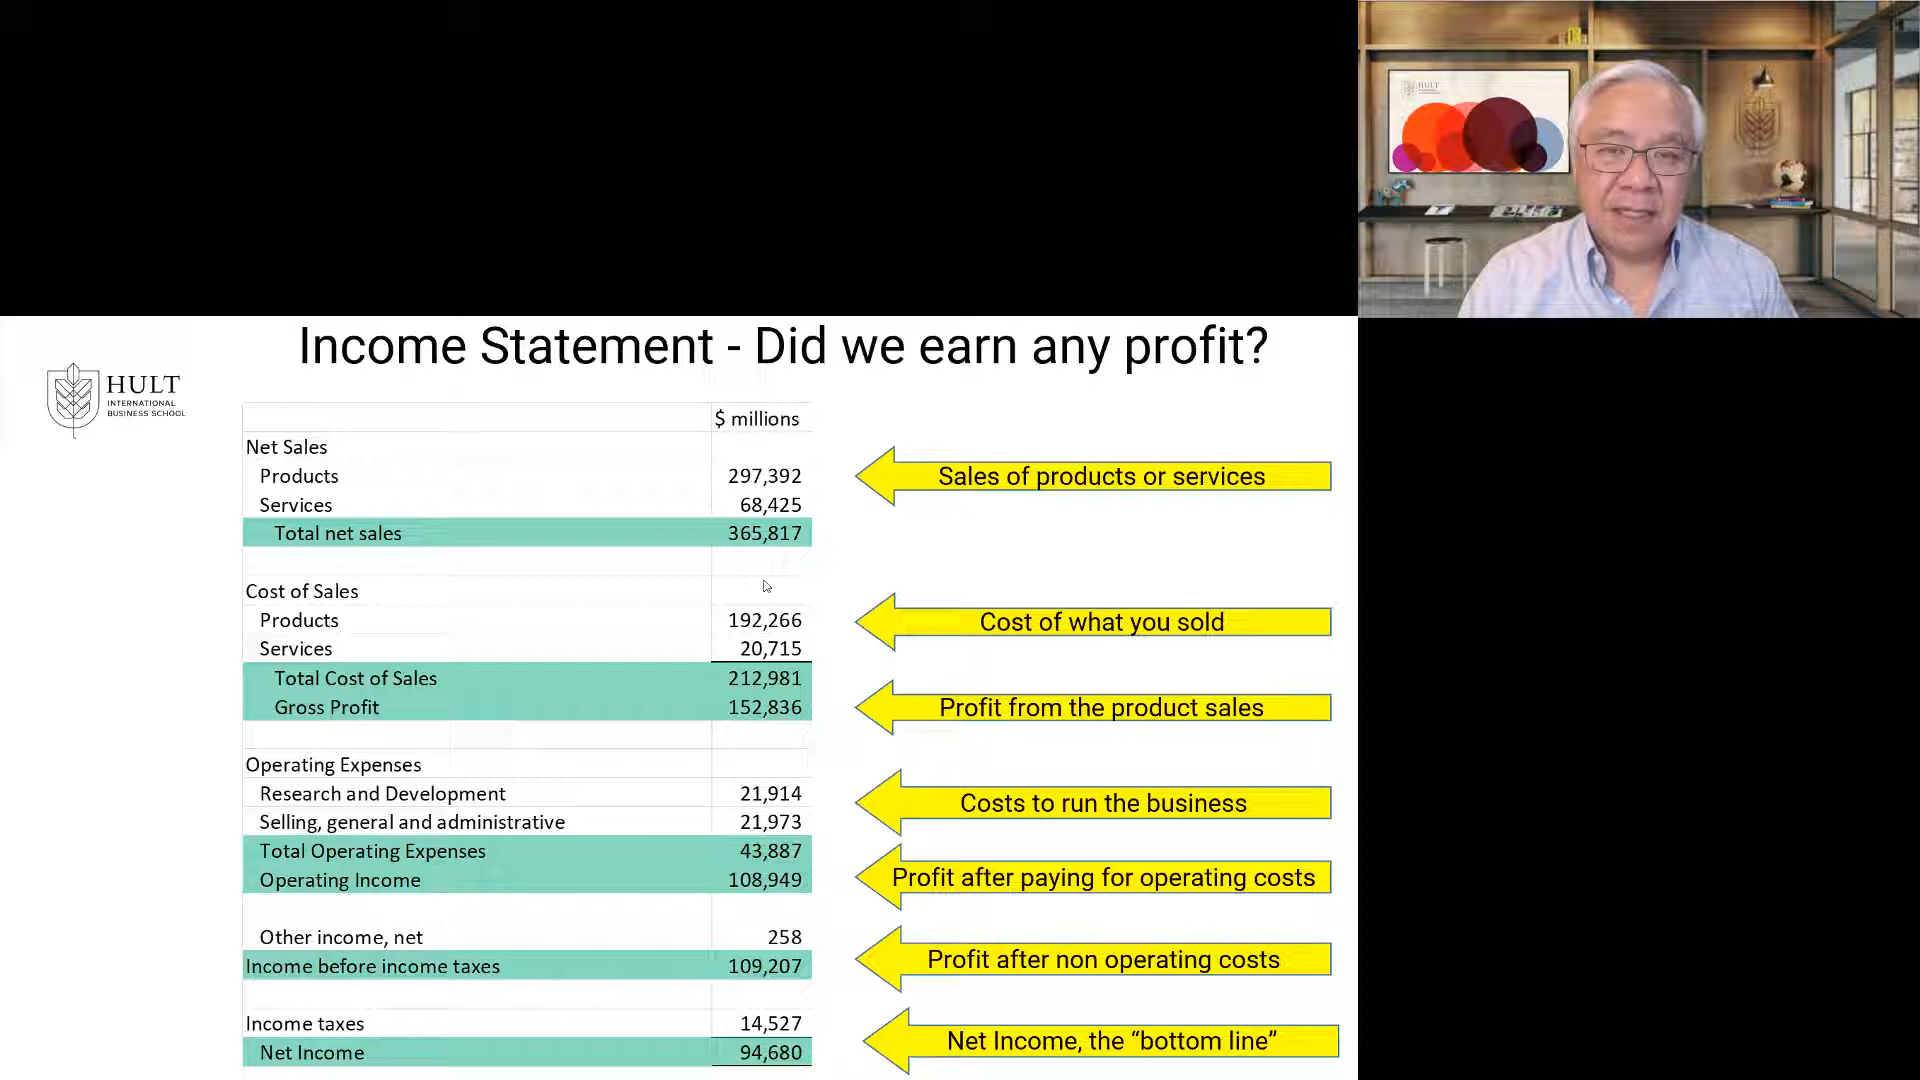 HULT
Income Statement - Did we earn any profit?
HULT
INTERNATIONAL
BUSINESS SCHOOL
$ millions
Net Sales
Products 297,392
Sales of products or services
Services 68,425
Total net sales 365,817
Cost of Sales
Products 192,266
Cost of what you sold
Services 20,715
Total Cost of Sales 212,981
Gross Profit 152,836
Profit from the product sales
Operating Expenses
Research and Development 21,914
Costs to run the business
Selling, general and administrative 21,973
Total Operating Expenses 43,887
Operating Income 108,949
Profit after paying for operating costs
Other income, net 258
Income before income taxes 109,207
Profit after non operating costs
Income taxes 14,527
Net Income, the “bottom line”
Net Income 94,680